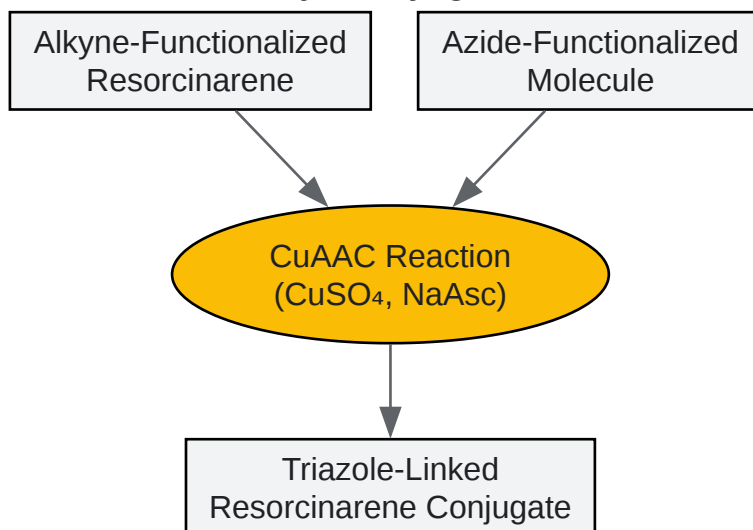 Alkyne-Functionalized
Resorcinarene
Azide-Functionalized
Molecule
CuAAC Reaction
(CuSO₄, NaAsc)
Triazole-Linked
Resorcinarene Conjugate